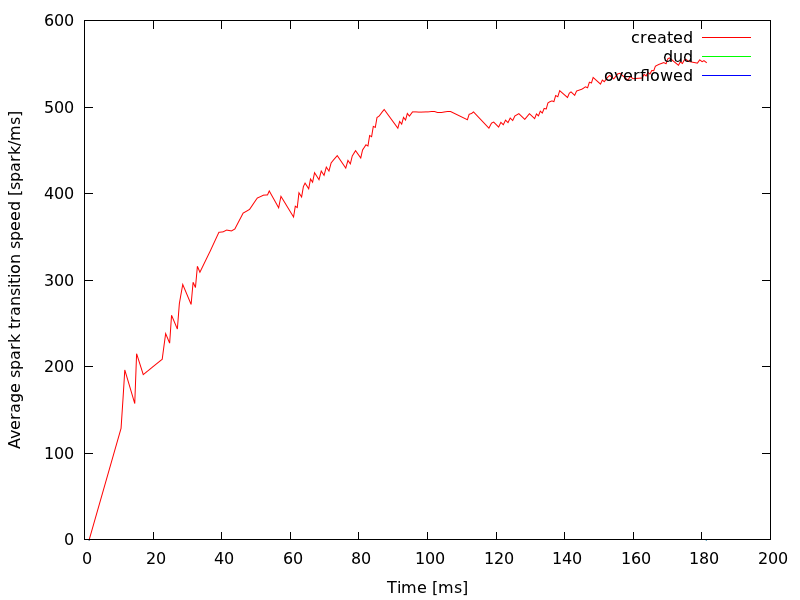 600
500
400
300
200
100
0
Average spark transition speed [spark/ms]
created
dud
overflowed
0 20 40 60 80 100 120 140 160 180 200
Time [ms]